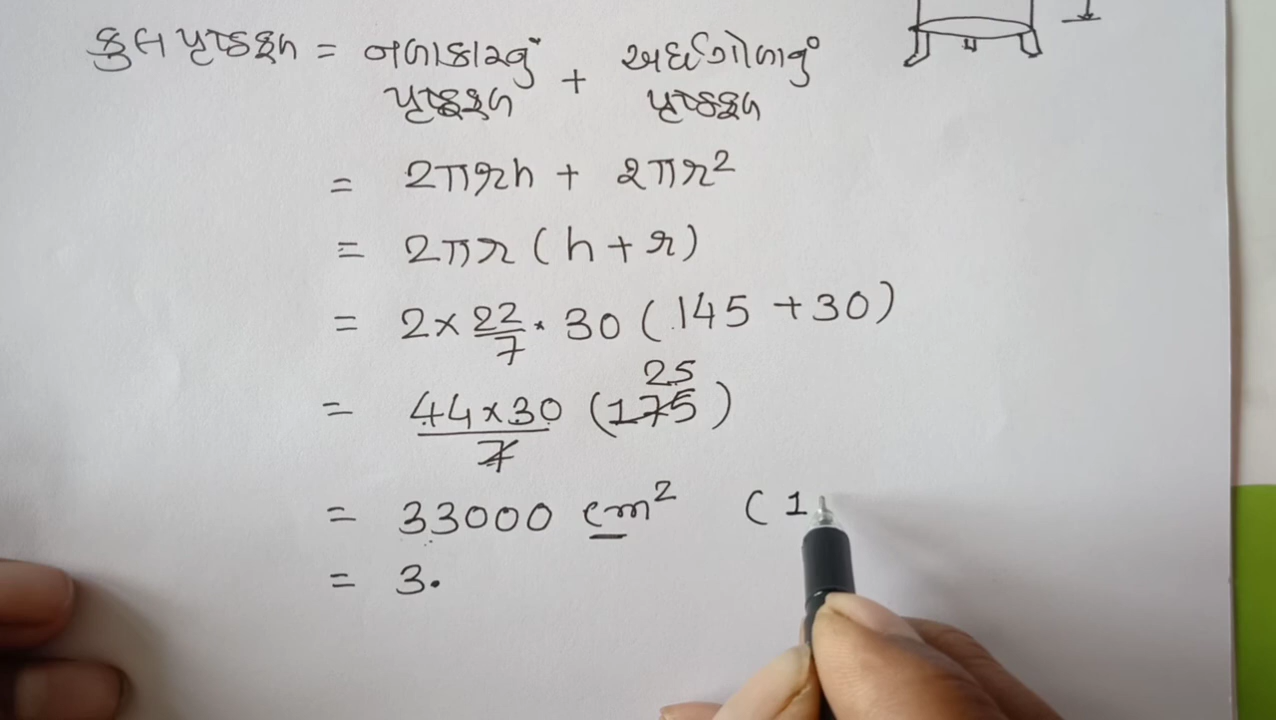 કુલ પૃષ્ઠફળ = નળાકારનું + અર્ધગોળાનું
પૃષ્ઠફળ પૃષ્ઠફળ
= 2πrh + 2πr²
= 2πr (h + r)
= 2 × 22/7 × 30 (145 + 30)
25
= 44 × 30/7 (175)
= 33000 cm² (1
= 3.